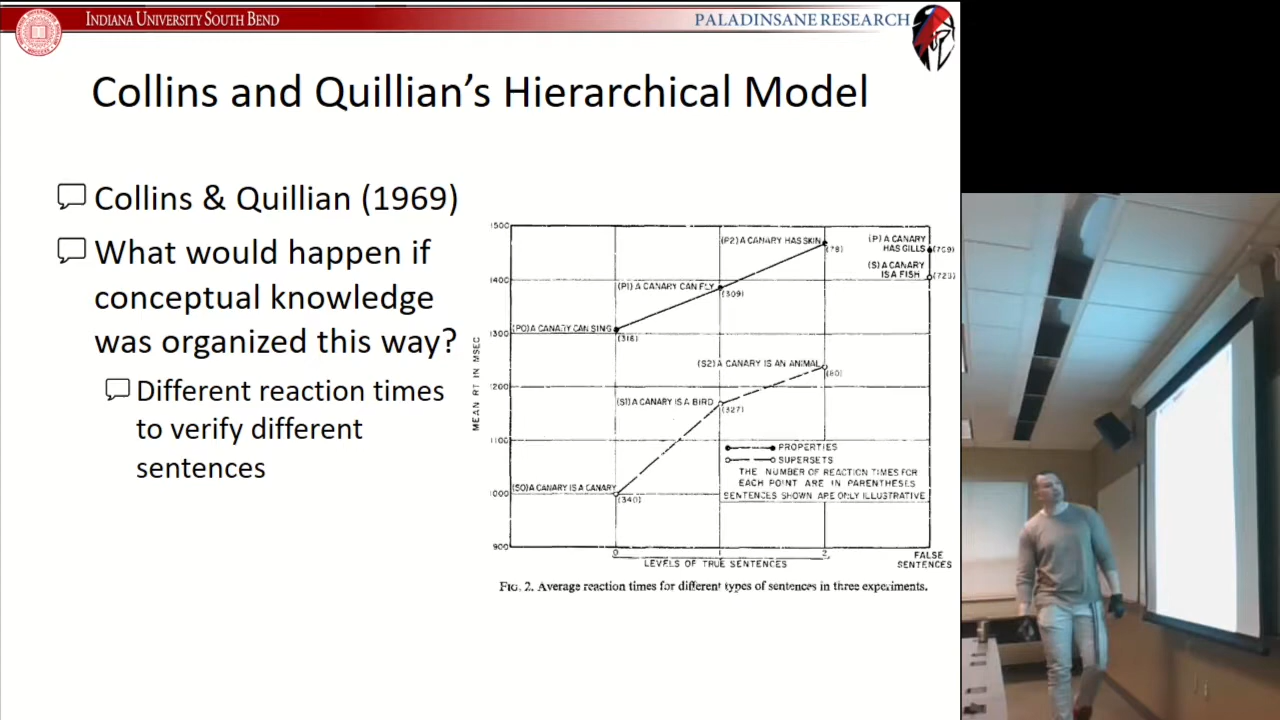 INDIANA UNIVERSITY SOUTH BEND
PALADINSANE RESEARCH
Collins and Quillian's Hierarchical Model
Collins & Quillian (1969)
What would happen if
conceptual knowledge
was organized this way?
Different reaction times
to verify different
sentences
1500
1400
1300
1200
1100
1000
900
MEAN RT IN MSEC
(P2) A CANARY HAS SKIN
(78)
(P) A CANARY
HAS GILLS
(769)
(S) A CANARY
IS A FISH
(P1) A CANARY CAN FLY
(309)
(P0) A CANARY CAN SING
(316)
(S2) A CANARY IS AN ANIMAL
(80)
(S1) A CANARY IS A BIRD
(327)
(S0) A CANARY IS A CANARY
(340)
PROPERTIES
SUPERSETS
THE NUMBER OF REACTION TIMES FOR
EACH POINT ARE IN PARENTHESES
SENTENCES SHOWN ARE ONLY ILLUSTRATIVE
0 1 2
LEVELS OF TRUE SENTENCES
FALSE
SENTENCES
FIG. 2. Average reaction times for different types of sentences in three experiments.